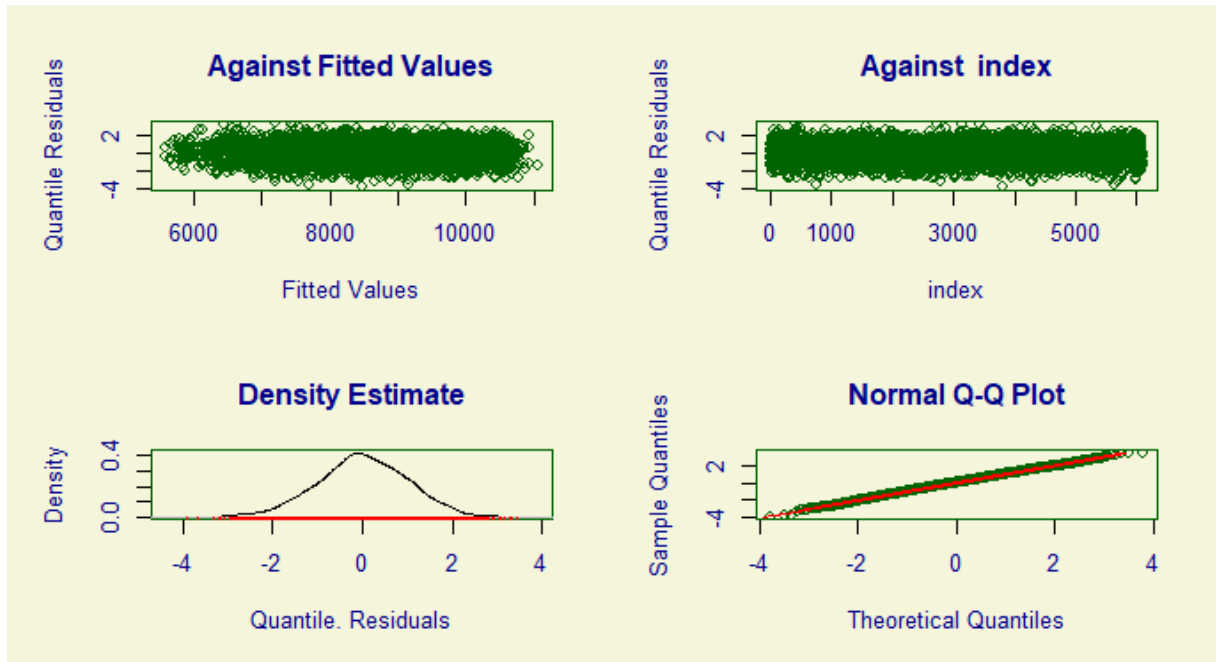 Against Fitted Values
Quantile Residuals
2
-4
6000 8000 10000
Fitted Values
Against index
Quantile Residuals
2
-4
0 1000 3000 5000
index
Density Estimate
Density
0.4
0.0
-4 -2 0 2 4
Quantile. Residuals
Normal Q-Q Plot
Sample Quantiles
2
-4
-4 -2 0 2 4
Theoretical Quantiles